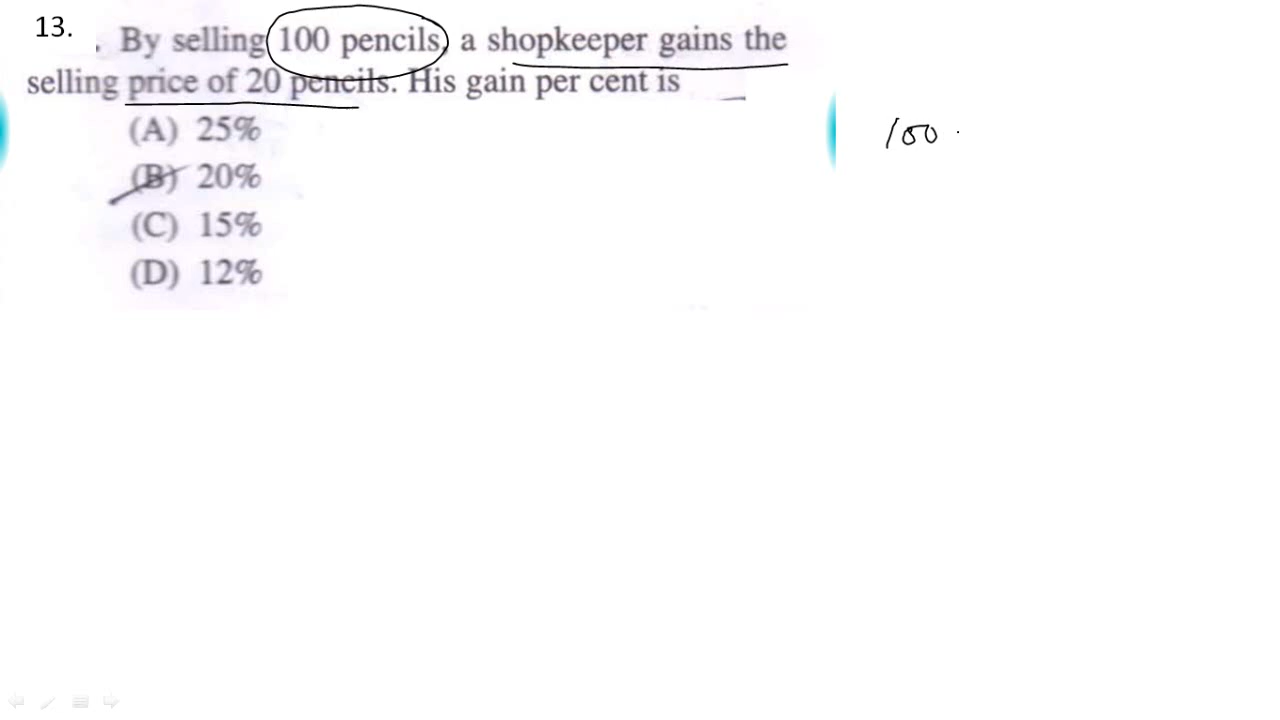 13.
. By selling 100 pencils, a shopkeeper gains the
selling price of 20 pencils. His gain per cent is
(A) 25%
(B) 20%
(C) 15%
(D) 12%
100